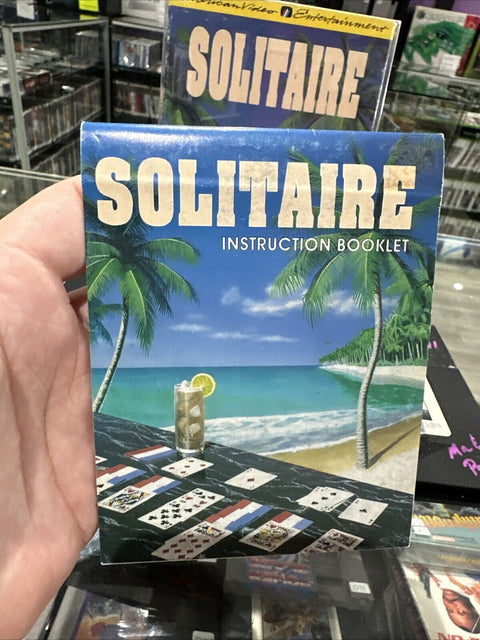 American Video Entertainment
SOLITAIRE
SOLITAIRE
INSTRUCTION BOOKLET